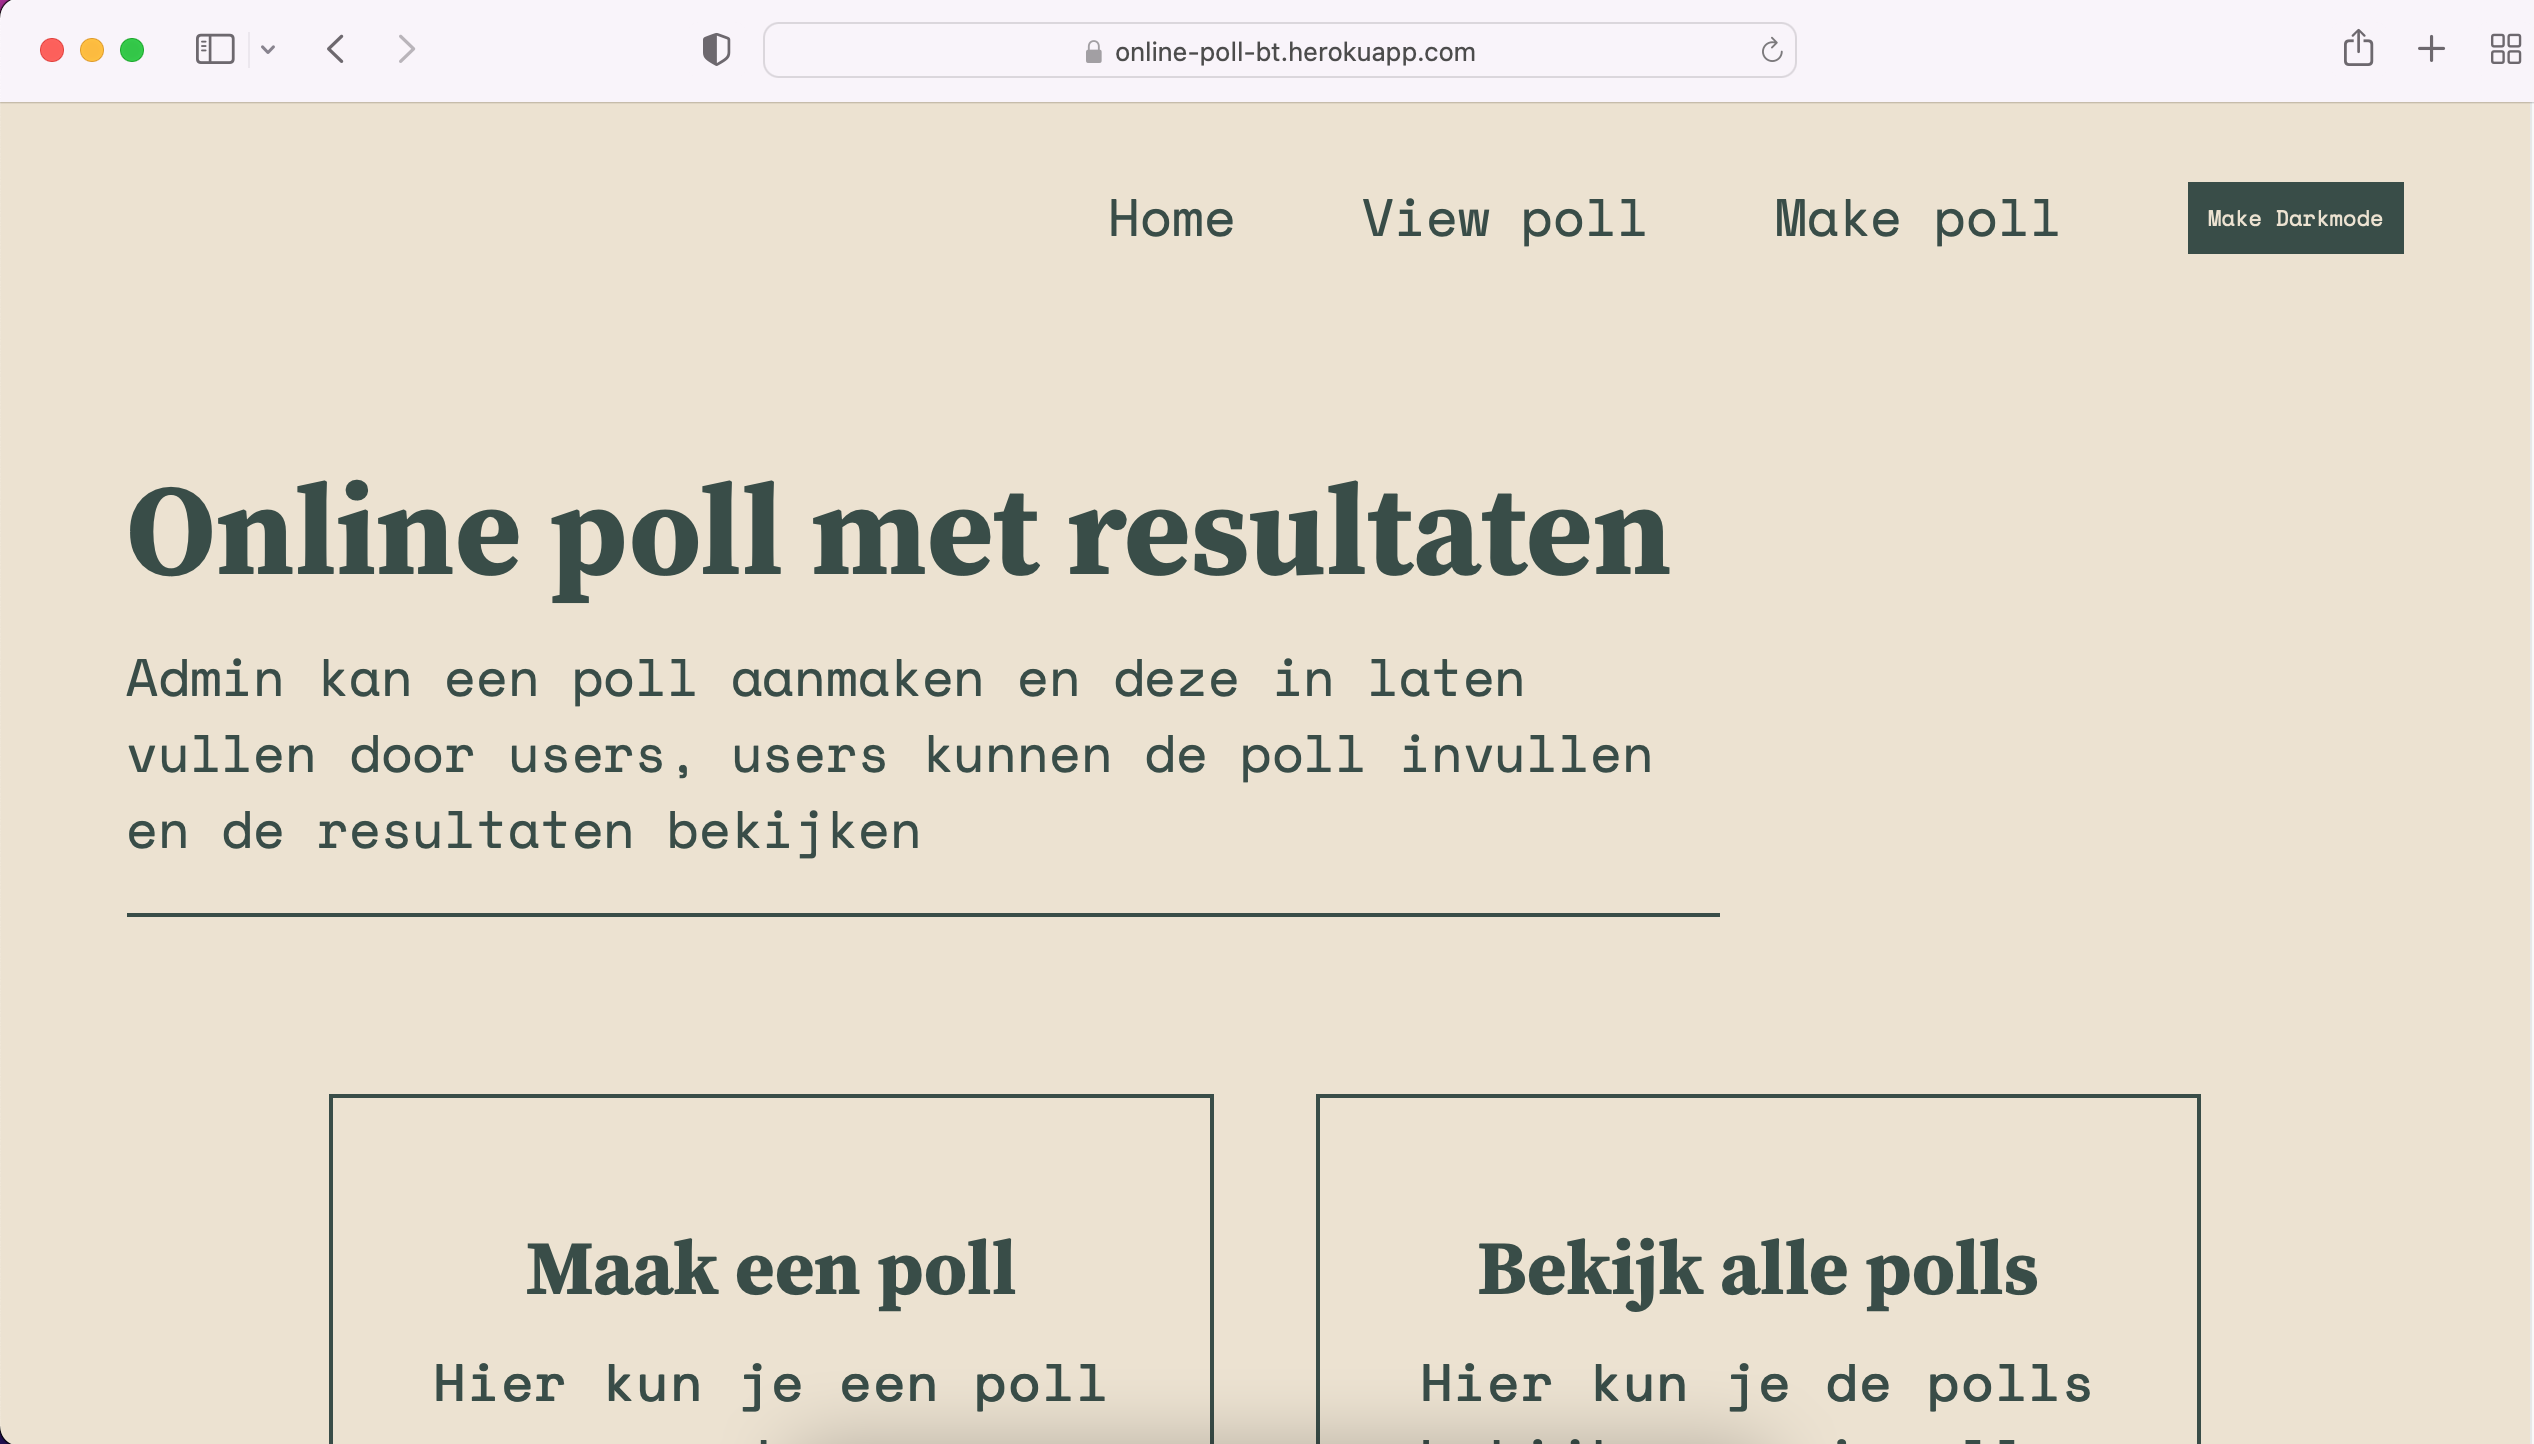 online-poll-bt.herokuapp.com
Home View poll Make poll Make Darkmode
Online poll met resultaten
Admin kan een poll aanmaken en deze in laten
vullen door users, users kunnen de poll invullen
en de resultaten bekijken
Maak een poll
Hier kun je een poll
Bekijk alle polls
Hier kun je de polls